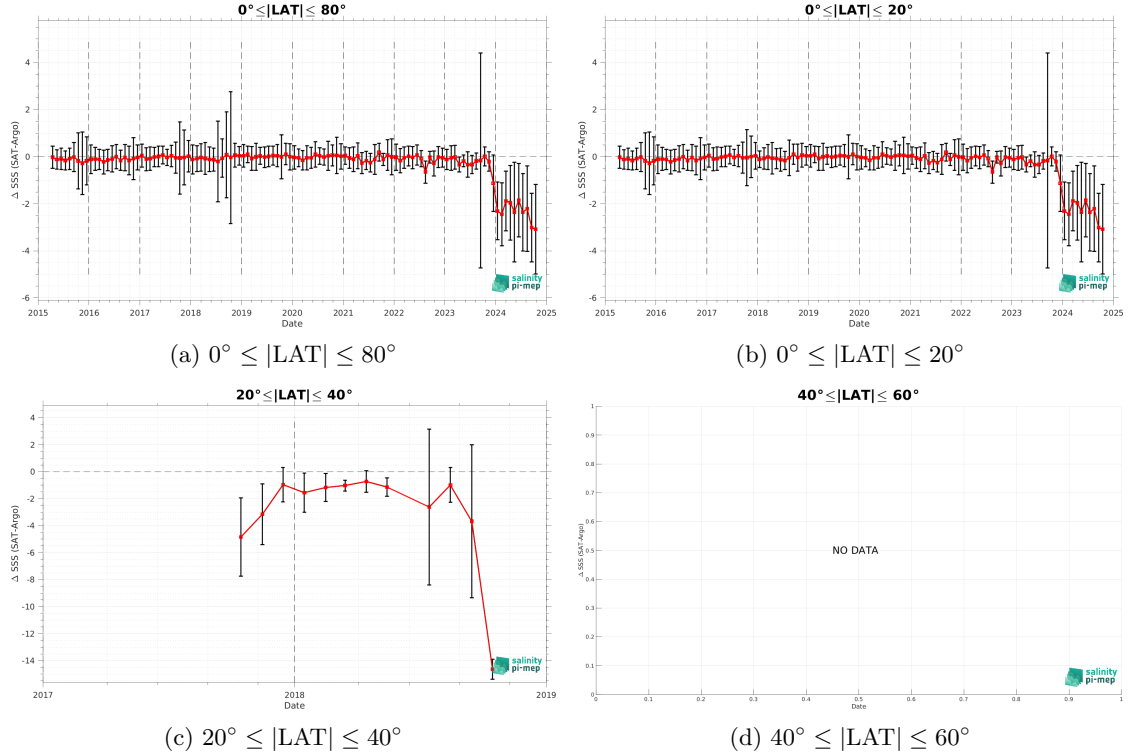 0°≤|LAT|≤ 80°
Δ SSS (SAT-Argo)
4
2
0
-2
-4
-6
2015 2016 2017 2018 2019 2020 2021 2022 2023 2024 2025
Date
salinity
pi-mep
(a) 0° ≤ |LAT| ≤ 80°
0°≤|LAT|≤ 20°
Δ SSS (SAT-Argo)
4
2
0
-2
-4
-6
2015 2016 2017 2018 2019 2020 2021 2022 2023 2024 2025
Date
salinity
pi-mep
(b) 0° ≤ |LAT| ≤ 20°
20°≤|LAT|≤ 40°
Δ SSS (SAT-Argo)
4
2
0
-2
-4
-6
-8
-10
-12
-14
2017 2018 2019
Date
salinity
pi-mep
(c) 20° ≤ |LAT| ≤ 40°
40°≤|LAT|≤ 60°
Δ SSS (SAT-Argo)
1
0.9
0.8
0.7
0.6
0.5
0.4
0.3
0.2
0.1
0
NO DATA
0 0.1 0.2 0.3 0.4 0.5 0.6 0.7 0.8 0.9 1
Date
salinity
pi-mep
(d) 40° ≤ |LAT| ≤ 60°